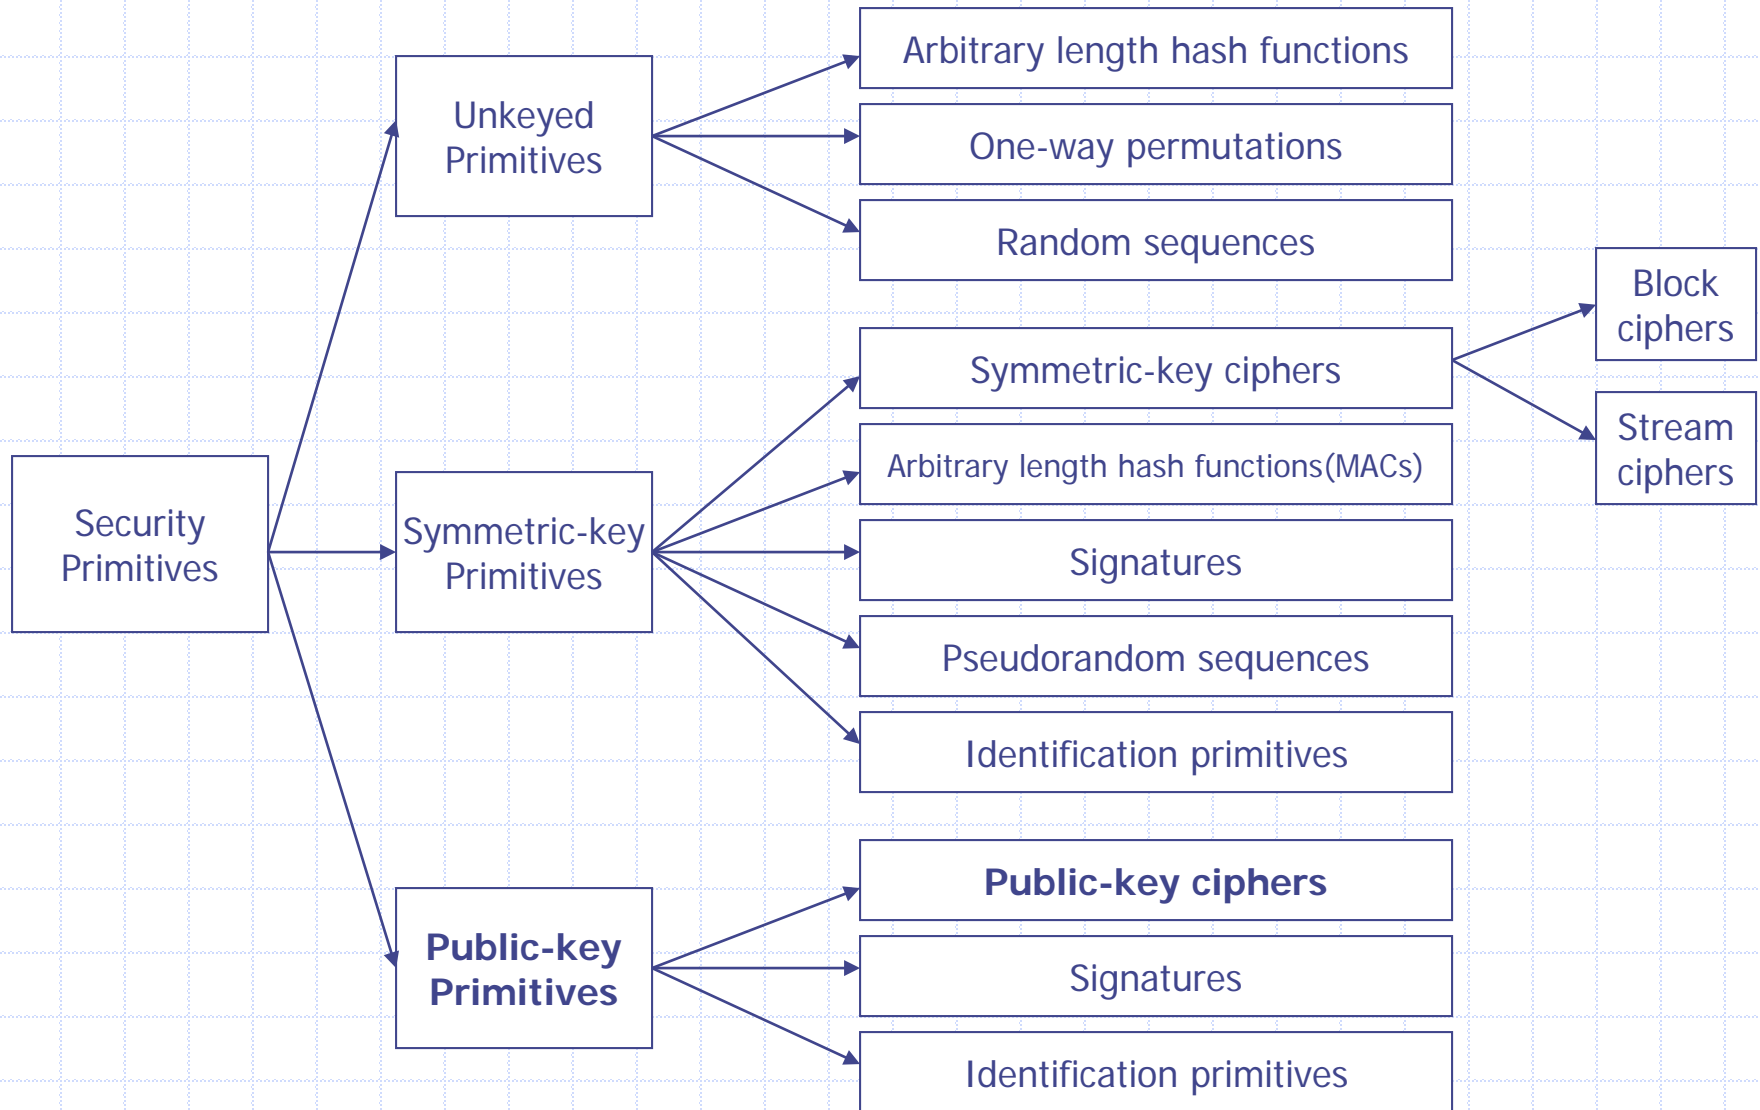 Security
Primitives
Unkeyed
Primitives
Arbitrary length hash functions
One-way permutations
Random sequences
Symmetric-key
Primitives
Symmetric-key ciphers
Block
ciphers
Stream
ciphers
Arbitrary length hash functions(MACs)
Signatures
Pseudorandom sequences
Identification primitives
Public-key
Primitives
Public-key ciphers
Signatures
Identification primitives